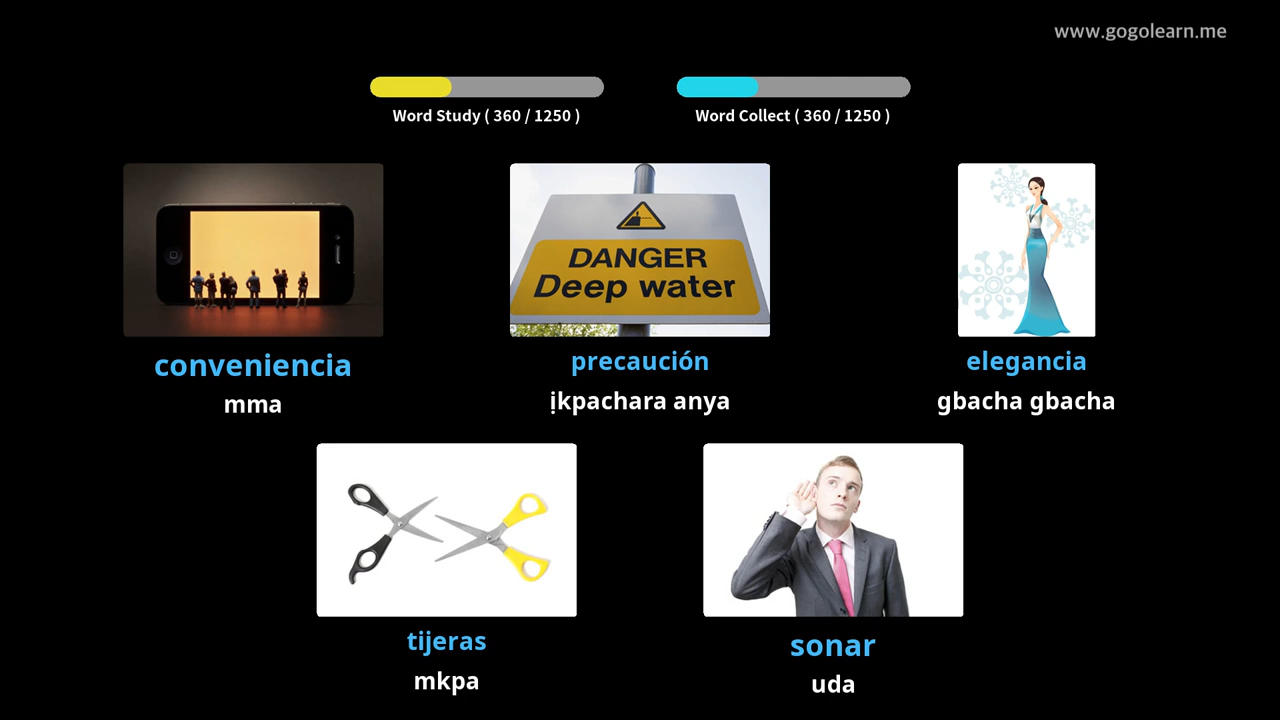 www.gogolearn.me
Word Study ( 360 / 1250 )
Word Collect ( 360 / 1250 )
DANGER
Deep water
conveniencia
mma
precaución
ịkpachara anya
elegancia
gbacha gbacha
tijeras
mkpa
sonar
uda